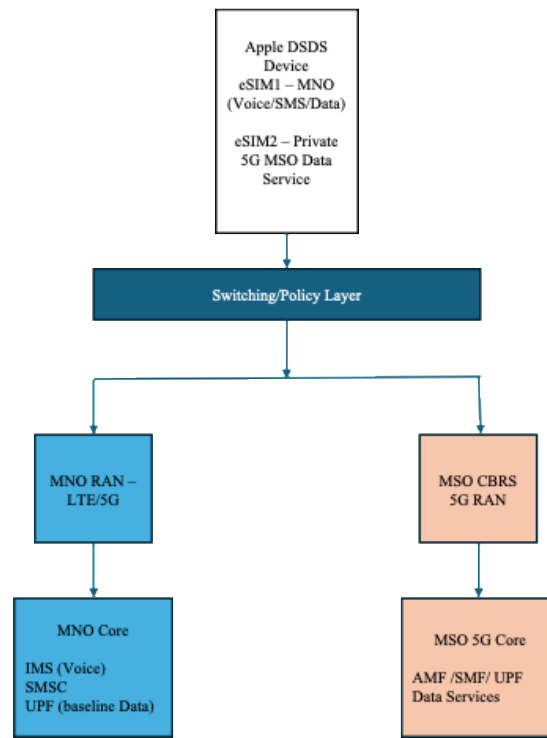 Apple DSDS
Device
eSIM1 – MNO
(Voice/SMS/Data)
eSIM2 – Private
5G MSO Data
Service
Switching/Policy Layer
MNO RAN –
LTE/5G
MSO CBRS
5G RAN
MNO Core
IMS (Voice)
SMSC
UPF (baseline Data)
MSO 5G Core
AMF /SMF/ UPF
Data Services